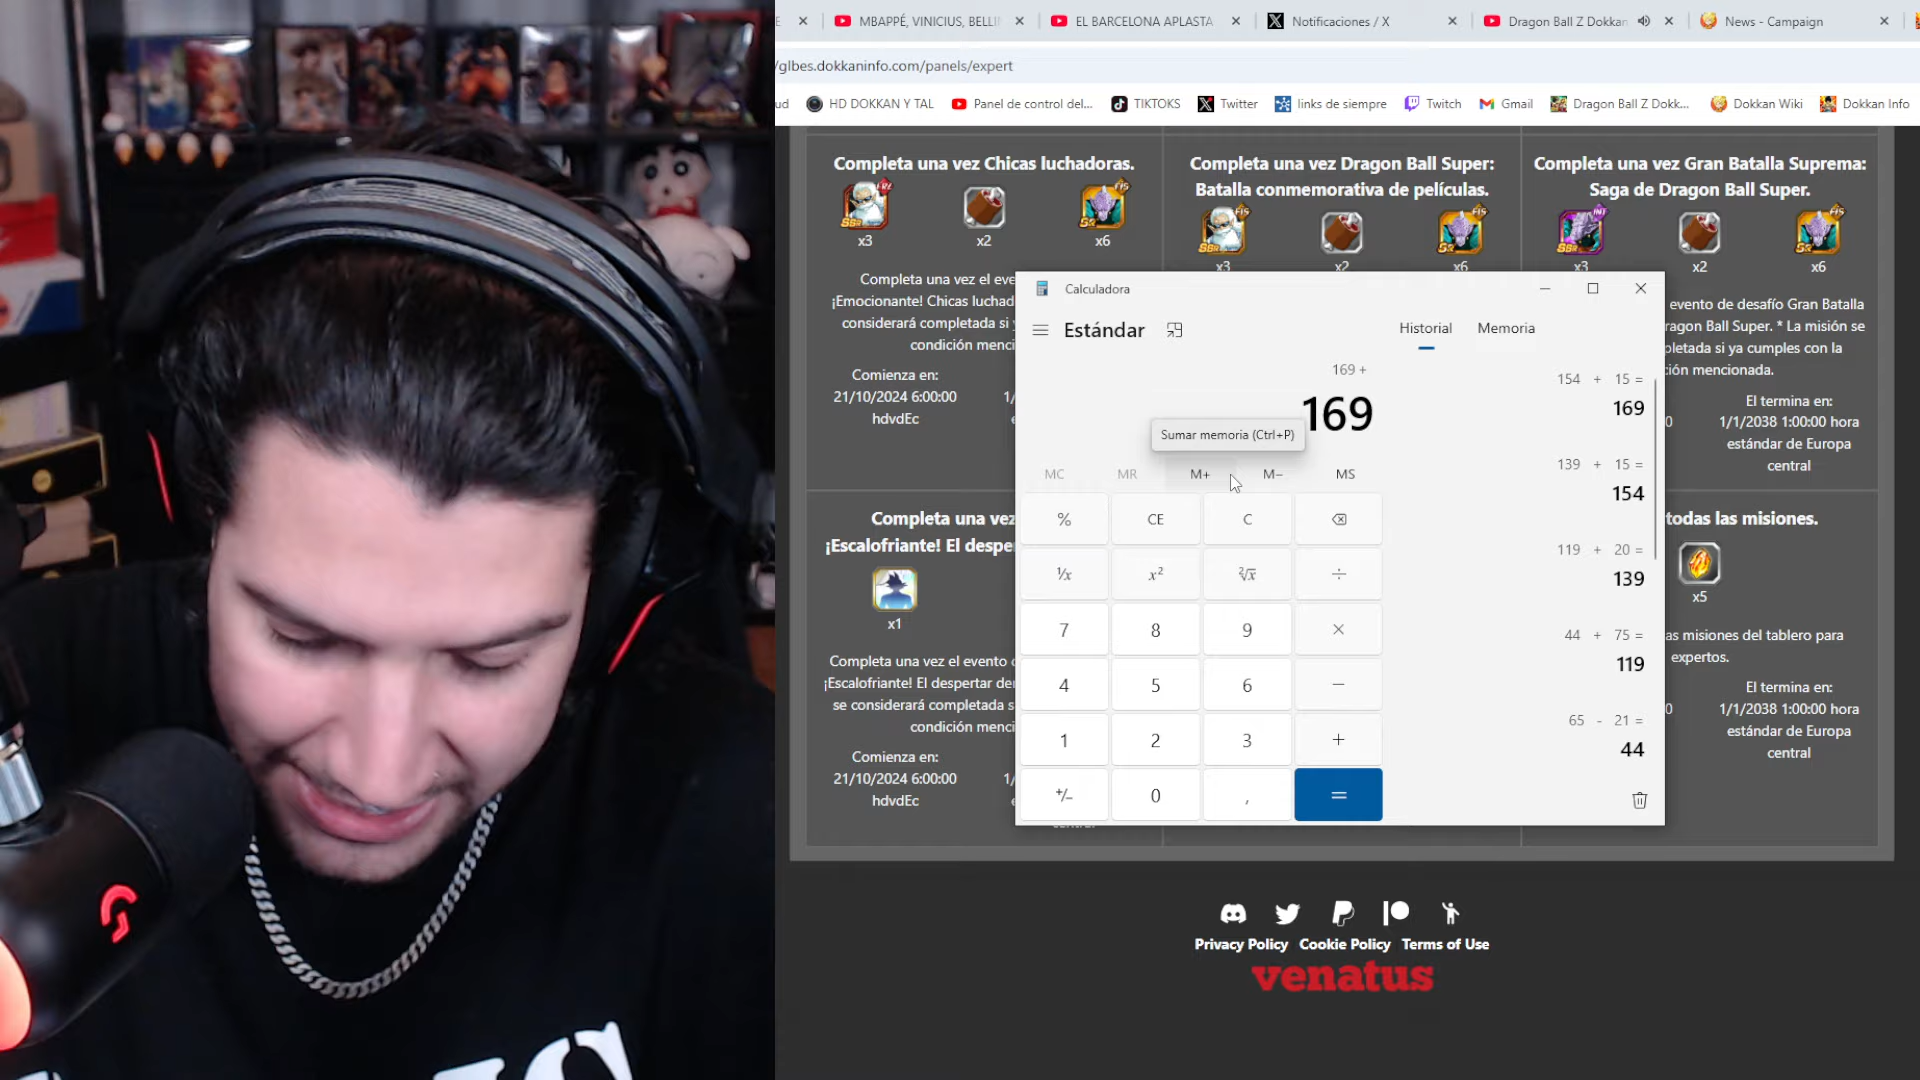 MBAPPÉ, VINICIUS, BELLIN
EL BARCELONA APLASTA
Notificaciones / X
Dragon Ball Z Dokkan
News - Campaign
/glbes.dokkaninfo.com/panels/expert
ud
HD DOKKAN Y TAL
Panel de control del...
TIKTOKS
Twitter
links de siempre
Twitch
Gmail
Dragon Ball Z Dokk...
Dokkan Wiki
Dokkan Info
Completa una vez Chicas luchadoras.
x3
x2
x6
Completa una vez el eve
¡Emocionante! Chicas luchad
considerará completada si y
condición menci
Comienza en:
21/10/2024 6:00:00
hdvdEc
Completa una vez Dragon Ball Super:
Batalla conmemorativa de películas.
x3
x2
x6
Completa una vez Gran Batalla Suprema:
Saga de Dragon Ball Super.
x3
x2
x6
evento de desafío Gran Batalla
ragon Ball Super. * La misión se
pletada si ya cumples con la
ción mencionada.
El termina en:
1/1/2038 1:00:00 hora
estándar de Europa
central
Calculadora
Estándar
Historial
Memoria
169 +
169
Sumar memoria (Ctrl+P)
MC
MR
M+
M−
MS
%
CE
C
¹/x
x²
²√x
÷
7
8
9
×
4
5
6
−
1
2
3
+
+/−
0
,
=
154 + 15 =
169
139 + 15 =
154
119 + 20 =
139
44 + 75 =
119
65 - 21 =
44
Completa una vez
¡Escalofriante! El despe
x1
Completa una vez el evento
¡Escalofriante! El despertar de
se considerará completada s
condición menci
Comienza en:
21/10/2024 6:00:00
hdvdEc
todas las misiones.
x5
as misiones del tablero para
expertos.
El termina en:
1/1/2038 1:00:00 hora
estándar de Europa
central
Privacy Policy
Cookie Policy
Terms of Use
venatus